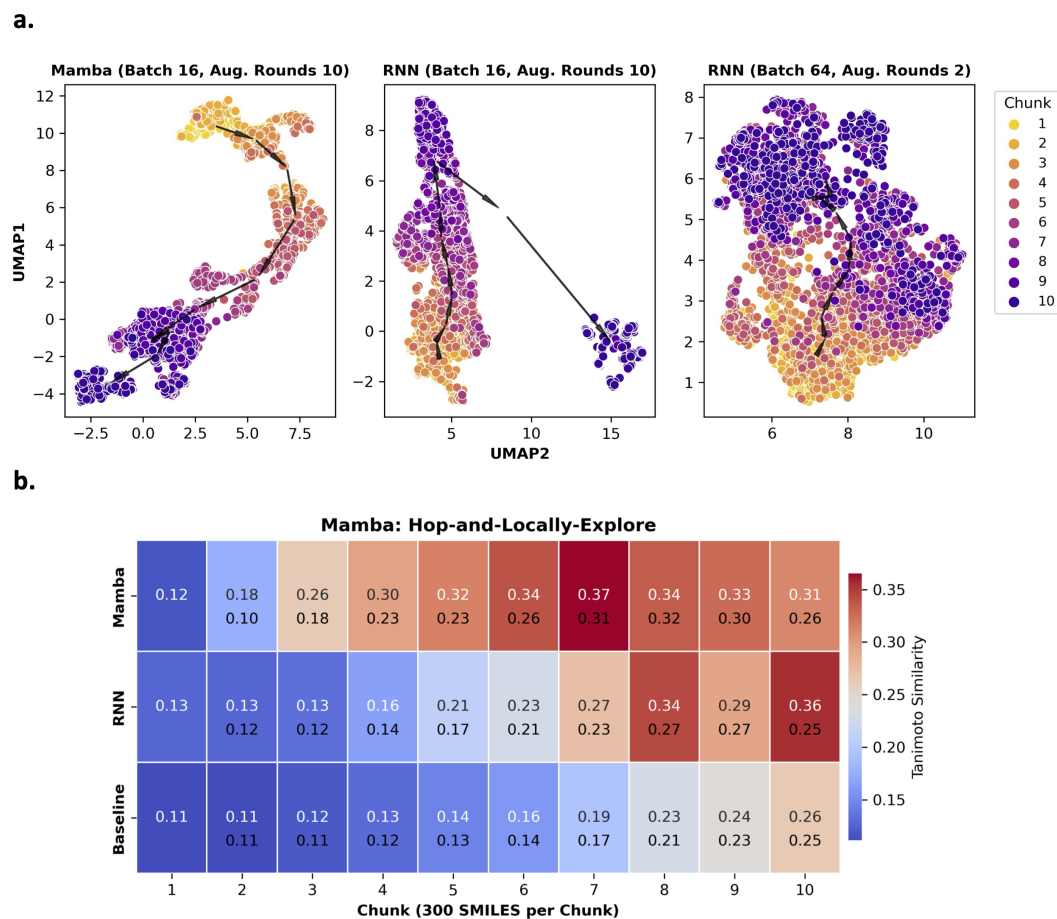 a.
Mamba (Batch 16, Aug. Rounds 10)
RNN (Batch 16, Aug. Rounds 10)
RNN (Batch 64, Aug. Rounds 2)
UMAP1
12
10
8
6
4
2
0
−2
−4
−2.5 0.0 2.5 5.0 7.5
8
6
4
2
0
−2
5 10 15
8
7
6
5
4
3
2
1
6 8 10
UMAP2
Chunk
1
2
3
4
5
6
7
8
9
10
b.
Mamba: Hop-and-Locally-Explore
Mamba
0.12 0.18 0.26 0.30 0.32 0.34 0.37 0.34 0.33 0.31
0.10 0.18 0.23 0.23 0.26 0.31 0.32 0.30 0.26
RNN
0.13 0.13 0.13 0.16 0.21 0.23 0.27 0.34 0.29 0.36
0.12 0.12 0.14 0.17 0.21 0.23 0.27 0.27 0.25
Baseline
0.11 0.11 0.12 0.13 0.14 0.16 0.19 0.23 0.24 0.26
0.11 0.11 0.12 0.13 0.14 0.17 0.21 0.23 0.25
1 2 3 4 5 6 7 8 9 10
Chunk (300 SMILES per Chunk)
0.35
0.30
0.25
0.20
0.15
Tanimoto Similarity